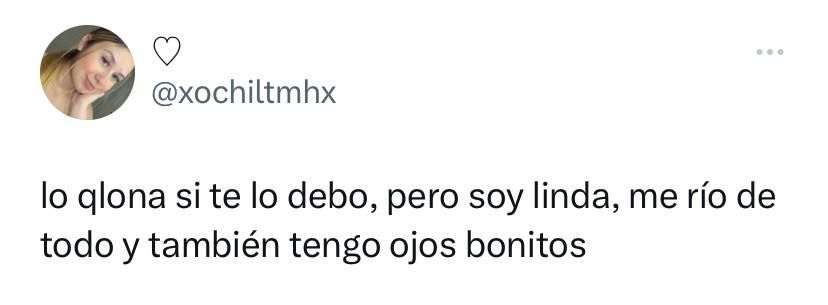 ♡
@xochiltmhx
lo qlona si te lo debo, pero soy linda, me río de
todo y también tengo ojos bonitos